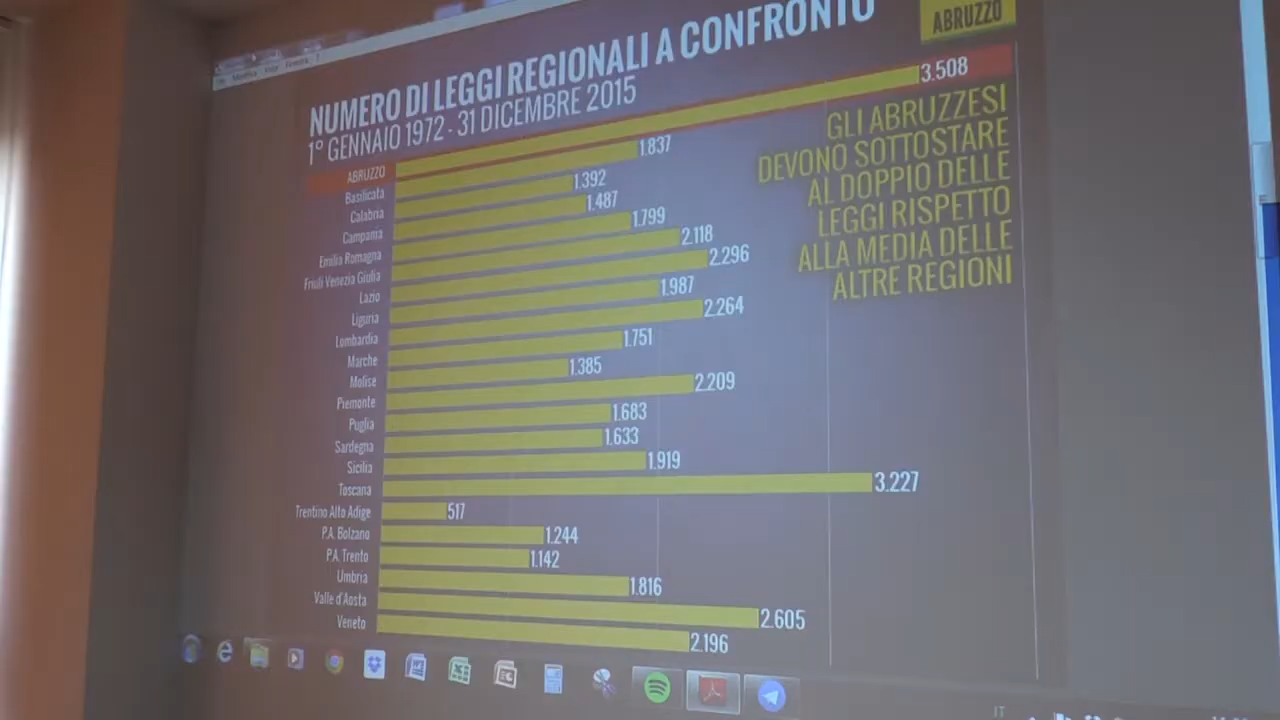 NUMERO DI LEGGI REGIONALI A CONFRONTO
ABRUZZO
1° GENNAIO 1972 - 31 DICEMBRE 2015
GLI ABRUZZESI
DEVONO SOTTOSTARE
AL DOPPIO DELLE
LEGGI RISPETTO
ALLA MEDIA DELLE
ALTRE REGIONI
ABRUZZO 3.508
Basilicata 1.837
Calabria 1.392
Campania 1.487
Emilia Romagna 1.799
Friuli Venezia Giulia 2.118
Lazio 2.296
Liguria 1.987
Lombardia 2.264
Marche 1.751
Molise 1.385
Piemonte 2.209
Puglia 1.683
Sardegna 1.633
Sicilia 1.919
Toscana 3.227
Trentino Alto Adige 517
P.A. Bolzano 1.244
P.A. Trento 1.142
Umbria 1.816
Valle d'Aosta 2.605
Veneto 2.196
IT